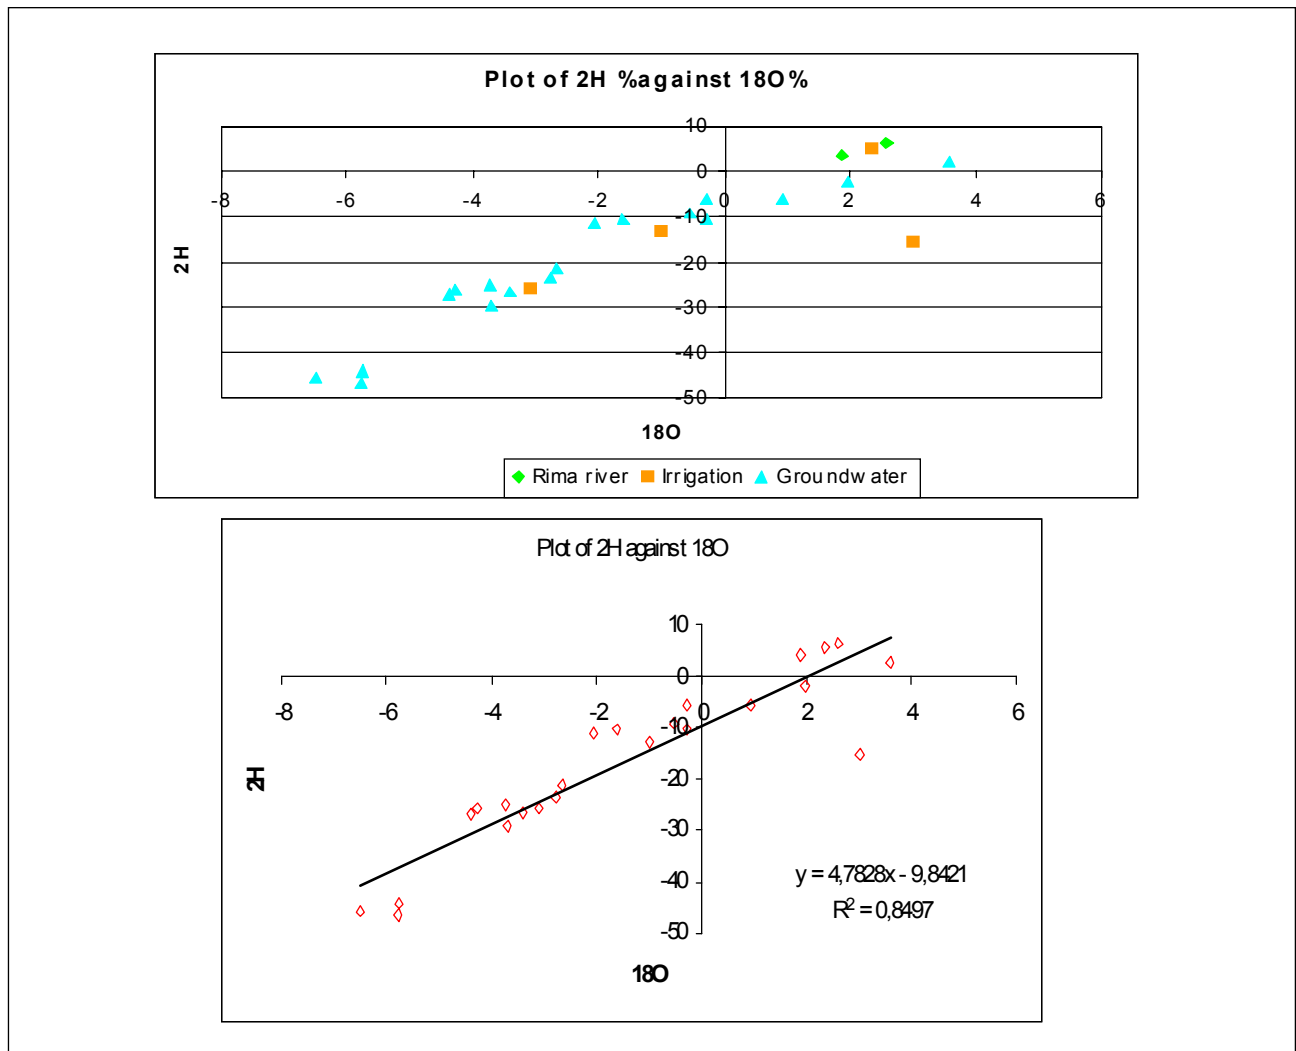 Plot of 2H %against 18O%
10
0
-8 -6 -4 -2 0 2 4 6
-10
-20
-30
-40
-50
2H
18O
Rima river Irrigation Groundwater
Plot of 2H against 18O
10
0
-8 -6 -4 -2 0 2 4 6
-10
-20
-30
-40
-50
2H
y = 4,7828x - 9,8421
R² = 0,8497
18O